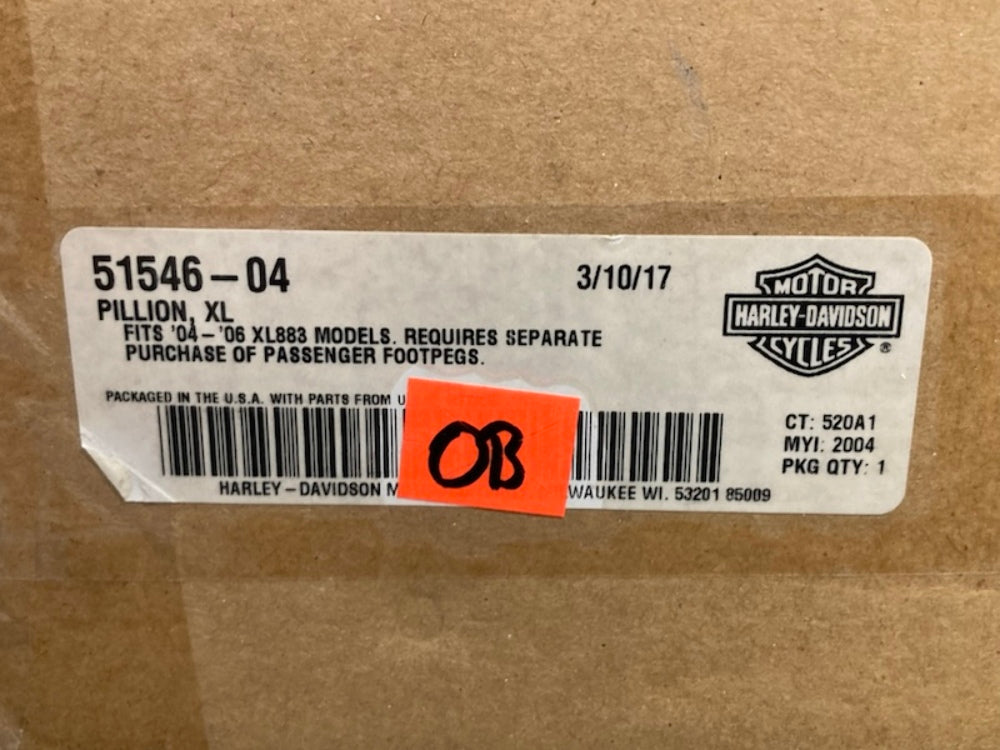 51546-04
3/10/17
PILLION, XL
FITS '04-'06 XL883 MODELS. REQUIRES SEPARATE
PURCHASE OF PASSENGER FOOTPEGS.
MOTOR
HARLEY-DAVIDSON
CYCLES
®
PACKAGED IN THE U.S.A. WITH PARTS FROM
OB
CT: 520A1
MYI: 2004
PKG QTY: 1
HARLEY-DAVIDSON WI. 53201 85009